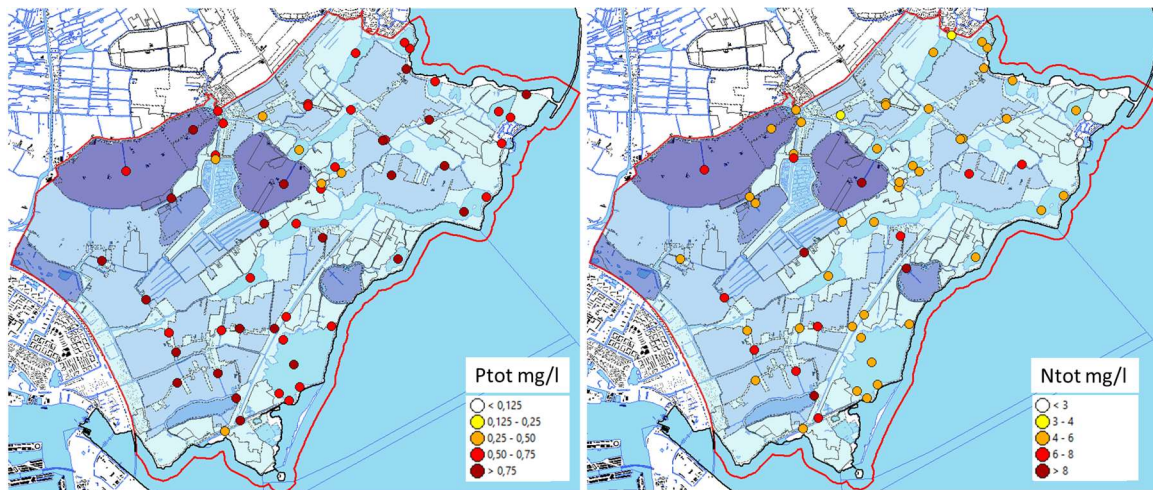 Ptot mg/l
< 0,125
0,125 - 0,25
0,25 - 0,50
0,50 - 0,75
> 0,75
Ntot mg/l
< 3
3 - 4
4 - 6
6 - 8
> 8